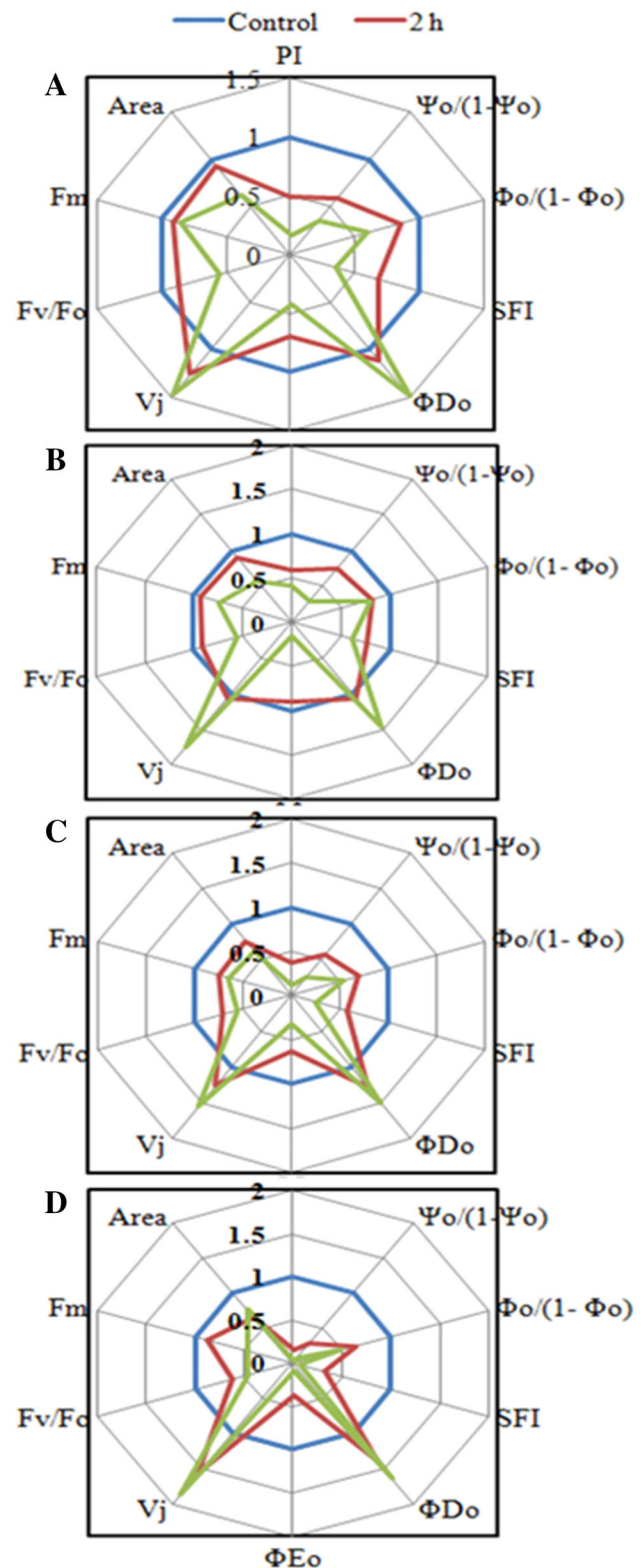 Control 2 h
PI
A
1.5
1
0.5
0
Area
Ψo/(1-Ψo)
Fm
Φo/(1- Φo)
Fv/Fo
SFI
Vj
ΦDo
B
2
1.5
1
0.5
0
Area
Ψo/(1-Ψo)
Fm
Φo/(1- Φo)
Fv/Fo
SFI
Vj
ΦDo
C
2
1.5
1
0.5
0
Area
Ψo/(1-Ψo)
Fm
Φo/(1- Φo)
Fv/Fo
SFI
Vj
ΦDo
D
2
1.5
1
0.5
0
Area
Ψo/(1-Ψo)
Fm
Φo/(1- Φo)
Fv/Fo
SFI
Vj
ΦDo
ΦEo